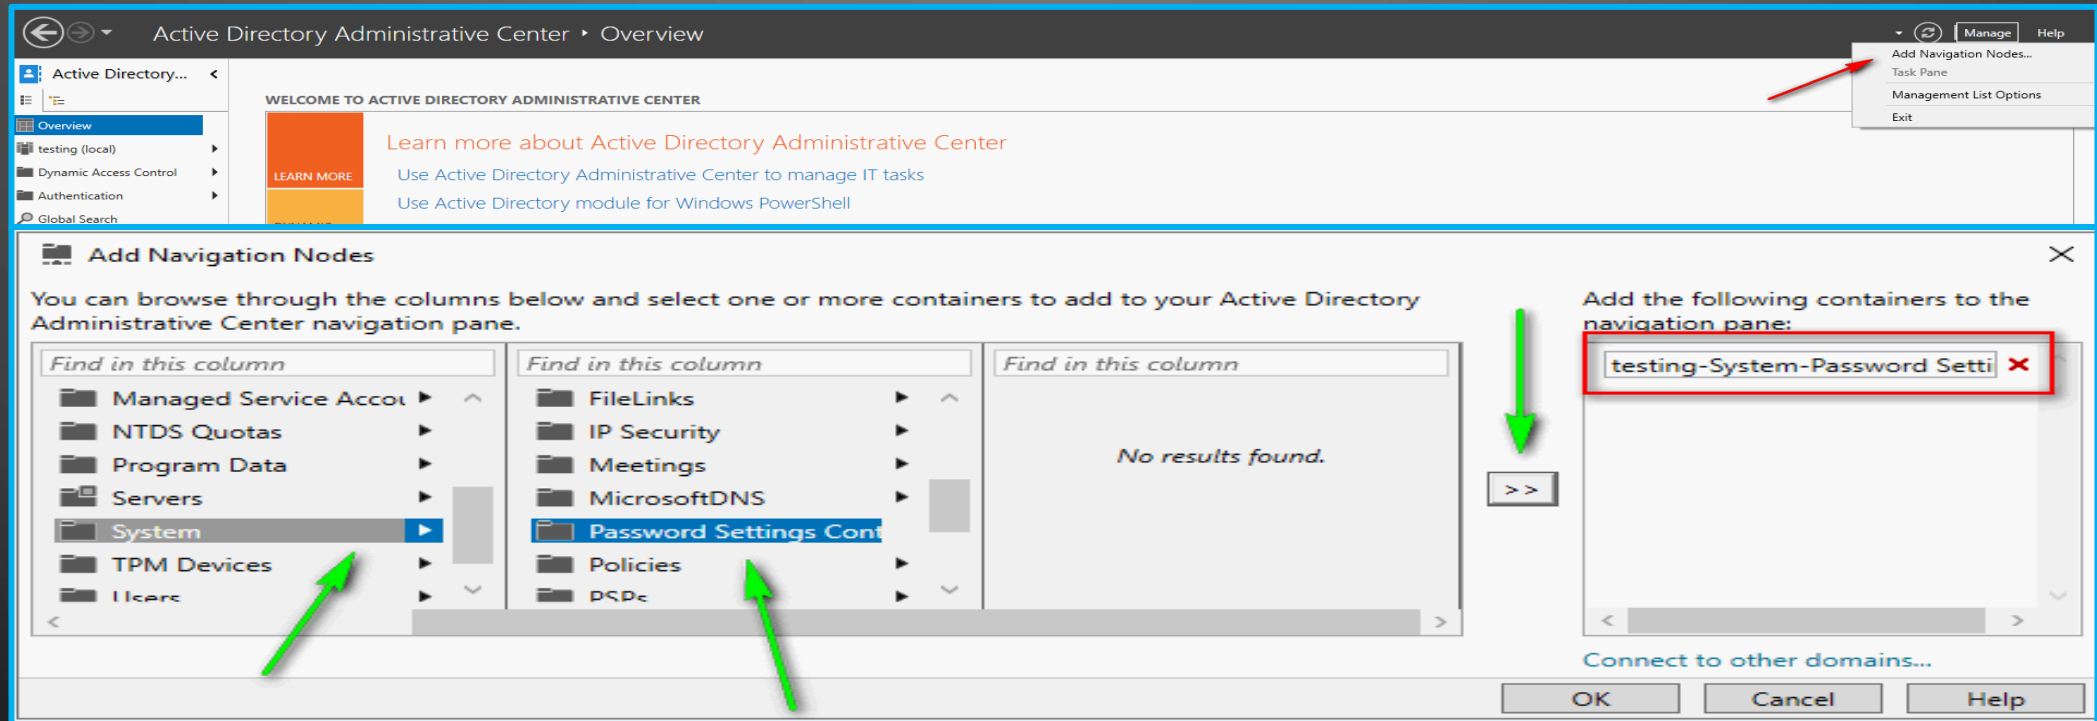 Active Directory Administrative Center ‣ Overview
Manage
Help
Add Navigation Nodes...
Task Pane
Management List Options
Exit
Active Directory...
Overview
testing (local)
Dynamic Access Control
Authentication
Global Search
WELCOME TO ACTIVE DIRECTORY ADMINISTRATIVE CENTER
LEARN MORE
Learn more about Active Directory Administrative Center
Use Active Directory Administrative Center to manage IT tasks
Use Active Directory module for Windows PowerShell
Add Navigation Nodes
You can browse through the columns below and select one or more containers to add to your Active Directory
Administrative Center navigation pane.
Find in this column
Managed Service Accou
NTDS Quotas
Program Data
Servers
System
TPM Devices
Users
Find in this column
FileLinks
IP Security
Meetings
MicrosoftDNS
Password Settings Cont
Policies
PSPs
Find in this column
No results found.
>>
Add the following containers to the
navigation pane:
testing-System-Password Setti
Connect to other domains...
OK
Cancel
Help